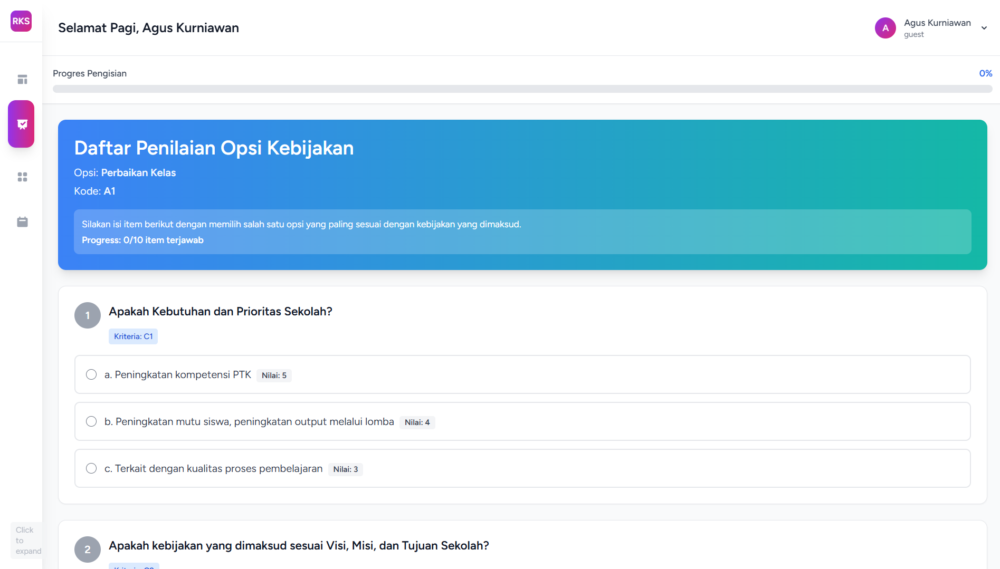 RKS
Selamat Pagi, Agus Kurniawan
A
Agus Kurniawan
guest
Progres Pengisian
0%
Daftar Penilaian Opsi Kebijakan
Opsi: Perbaikan Kelas
Kode: A1
Silakan isi item berikut dengan memilih salah satu opsi yang paling sesuai dengan kebijakan yang dimaksud.
Progress: 0/10 item terjawab
1
Apakah Kebutuhan dan Prioritas Sekolah?
Kriteria: C1
a. Peningkatan kompetensi PTK
Nilai: 5
b. Peningkatan mutu siswa, peningkatan output melalui lomba
Nilai: 4
c. Terkait dengan kualitas proses pembelajaran
Nilai: 3
2
Apakah kebijakan yang dimaksud sesuai Visi, Misi, dan Tujuan Sekolah?
Click
to
expand